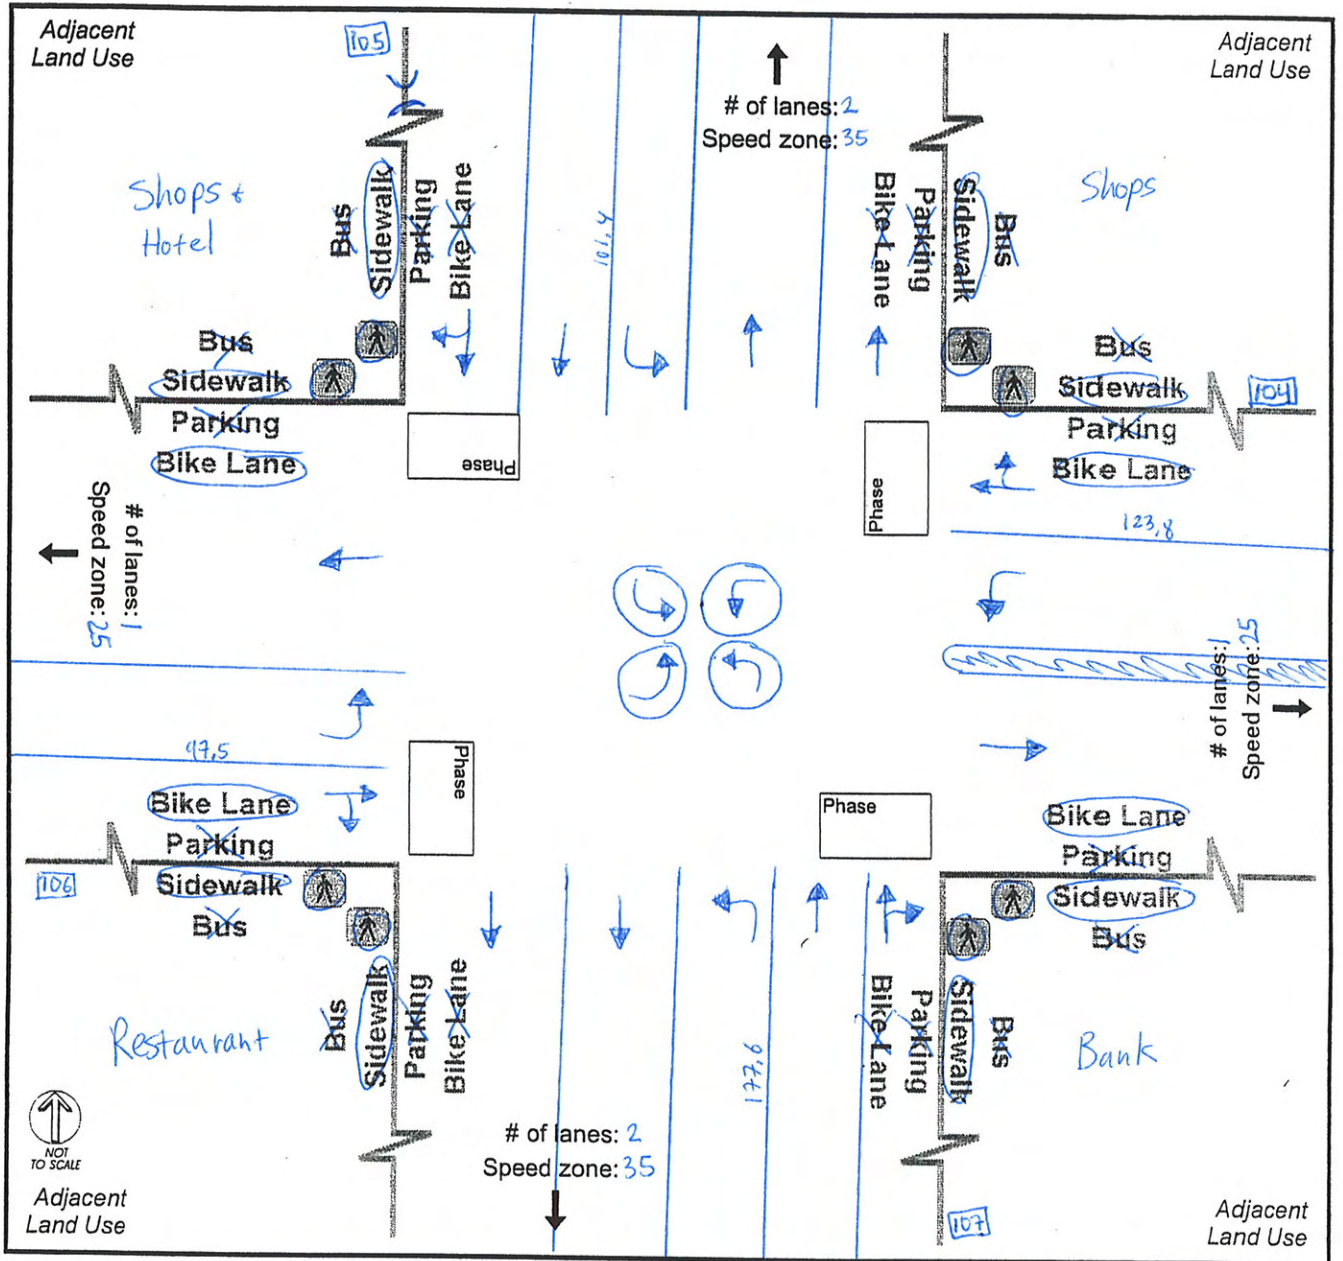 Adjacent
Land Use
105
# of lanes: 2
Speed zone: 35
Adjacent
Land Use
Shops &
Hotel
Bus
Sidewalk
Parking
Bike Lane
101,4
Bike Lane
Parking
Sidewalk
Bus
Shops
Bus
Sidewalk
Parking
Bike Lane
Bus
Sidewalk
104
Parking
Bike Lane
Phase
Phase
123,8
# of lanes: 1
Speed zone: 25
# of lanes: 1
Speed zone: 25
97,5
Phase
Phase
Bike Lane
Parking
106
Sidewalk
Bus
Bike Lane
Parking
Sidewalk
Bus
Restaurant
Bus
Sidewalk
Parking
Bike Lane
177,6
Bike Lane
Parking
Sidewalk
Bus
Bank
NOT
TO SCALE
# of lanes: 2
Speed zone: 35
Adjacent
Land Use
107
Adjacent
Land Use